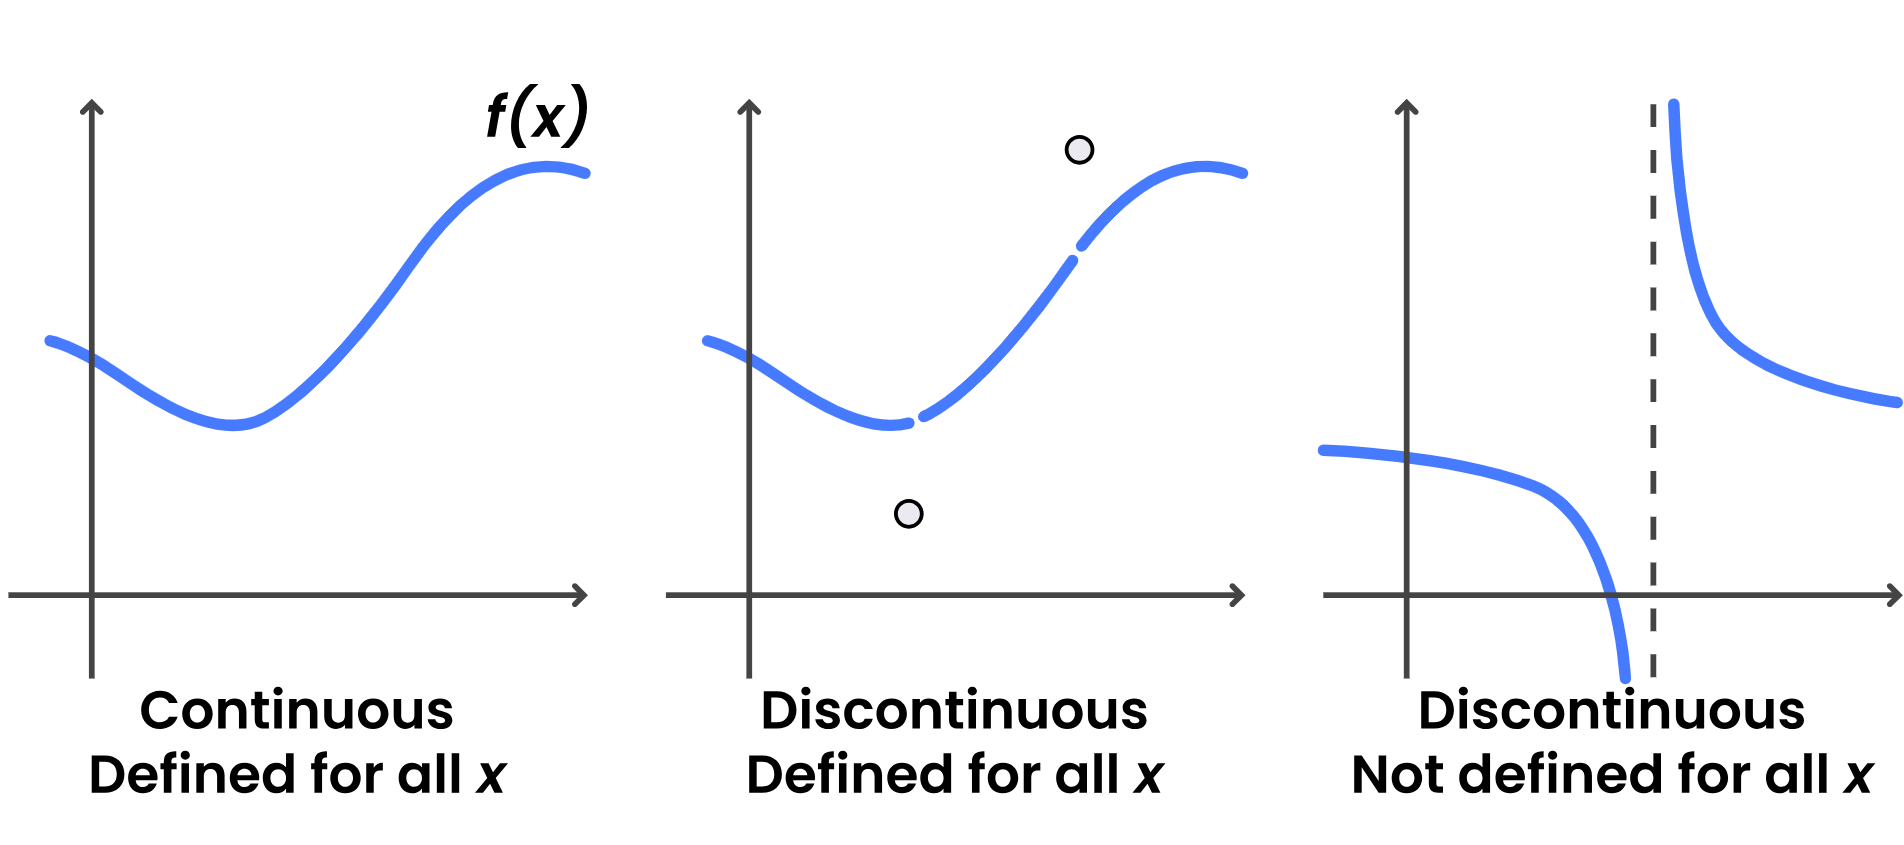 f(x)
Continuous
Defined for all x
Discontinuous
Defined for all x
Discontinuous
Not defined for all x